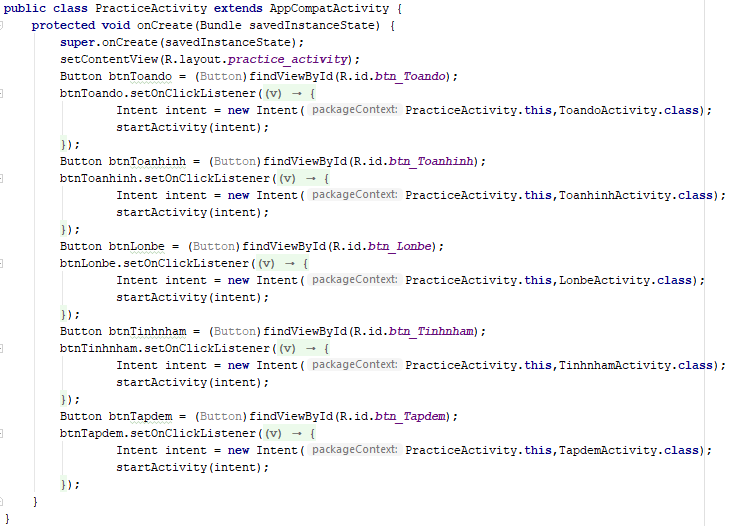 public class PracticeActivity extends AppCompatActivity {
    protected void onCreate(Bundle savedInstanceState) {
        super.onCreate(savedInstanceState);
        setContentView(R.layout.practice_activity);
        Button btnToando = (Button)findViewById(R.id.btn_Toando);
        btnToando.setOnClickListener((v) → {
                Intent intent = new Intent( packageContext: PracticeActivity.this,ToandoActivity.class);
                startActivity(intent);
        });
        Button btnToanhinh = (Button)findViewById(R.id.btn_Toanhinh);
        btnToanhinh.setOnClickListener((v) → {
                Intent intent = new Intent( packageContext: PracticeActivity.this,ToanhinhActivity.class);
                startActivity(intent);
        });
        Button btnLonbe = (Button)findViewById(R.id.btn_Lonbe);
        btnLonbe.setOnClickListener((v) → {
                Intent intent = new Intent( packageContext: PracticeActivity.this,LonbeActivity.class);
                startActivity(intent);
        });
        Button btnTinhnham = (Button)findViewById(R.id.btn_Tinhnham);
        btnTinhnham.setOnClickListener((v) → {
                Intent intent = new Intent( packageContext: PracticeActivity.this,TinhnhamActivity.class);
                startActivity(intent);
        });
        Button btnTapdem = (Button)findViewById(R.id.btn_Tapdem);
        btnTapdem.setOnClickListener((v) → {
                Intent intent = new Intent( packageContext: PracticeActivity.this,TapdemActivity.class);
                startActivity(intent);
        });
    }
}